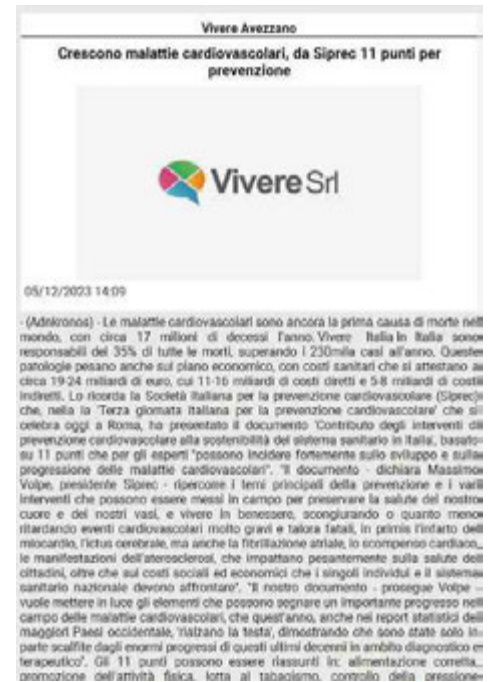 Vivere Avezzano
Crescono malattie cardiovascolari, da Siprec 11 punti per
prevenzione
Vivere Srl
05/12/2023 14:09
- (Adnkronos) - Le malattie cardiovascolari sono ancora la prima causa di morte nel
mondo, con circa 17 milioni di decessi l'anno. Vivere Italia In Italia sono
responsabili del 35% di tutte le morti, superando i 230mila casi all'anno. Queste
patologie pesano anche sul piano economico, con costi sanitari che si attestano a
circa 19-24 miliardi di euro, cui 11-16 miliardi di costi diretti e 5-8 miliardi di costi
indiretti. Lo ricorda la Società italiana per la prevenzione cardiovascolare (Siprec)
che, nella 'Terza giornata italiana per la prevenzione cardiovascolare' che si
celebra oggi a Roma, ha presentato il documento 'Contributo degli interventi di
prevenzione cardiovascolare alla sostenibilità del sistema sanitario in Italia', basato
su 11 punti che per gli esperti "possono incidere fortemente sullo sviluppo e sulla
progressione delle malattie cardiovascolari". "Il documento - dichiara Massimo
Volpe, presidente Siprec - ripercorre i temi principali della prevenzione e i vari
interventi che possono essere messi in campo per preservare la salute del nostro
cuore e dei nostri vasi, e vivere in benessere, scongiurando o quanto meno
ritardando eventi cardiovascolari molto gravi e talora fatali, in primis l'infarto del
miocardio, l'ictus cerebrale, ma anche la fibrillazione atriale, lo scompenso cardiaco,
le manifestazioni dell'aterosclerosi, che impattano pesantemente sulla salute dei
cittadini, oltre che sui costi sociali ed economici che i singoli individui e il sistema
sanitario nazionale devono affrontare". "Il nostro documento - prosegue Volpe -
vuole mettere in luce gli elementi che possono segnare un importante progresso nel
campo delle malattie cardiovascolari, che quest'anno, anche nei report statistici dei
maggiori Paesi occidentale, 'rialzano la testa', dimostrando che sono state solo in
parte scalfite dagli enormi progressi di questi ultimi decenni in ambito diagnostico e
terapeutico". Gli 11 punti possono essere riassunti in: alimentazione corretta,
promozione dell'attività fisica, lotta al tabagismo, controllo della pressione